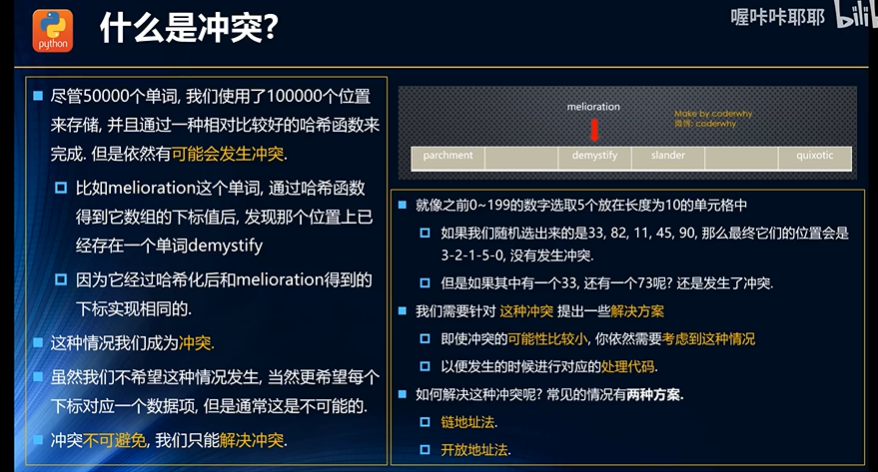 喔咔咔耶耶
python
什么是冲突?
尽管50000个单词, 我们使用了100000个位置
来存储, 并且通过一种相对比较好的哈希函数来
完成. 但是依然有可能会发生冲突.
比如melioration这个单词, 通过哈希函数
得到它数组的下标值后, 发现那个位置上已
经存在一个单词demystify
因为它经过哈希化后和melioration得到的
下标实现相同的.
这种情况我们成为冲突.
虽然我们不希望这种情况发生, 当然更希望每个
下标对应一个数据项, 但是通常这是不可能的.
冲突不可避免, 我们只能解决冲突.
melioration
Make by coderwhy
微博: coderwhy
parchment demystify slander quixotic
就像之前0~199的数字选取5个放在长度为10的单元格中
如果我们随机选出来的是33, 82, 11, 45, 90, 那么最终它们的位置会是
3-2-1-5-0, 没有发生冲突.
但是如果其中有一个33, 还有一个73呢? 还是发生了冲突.
我们需要针对 这种冲突 提出一些解决方案
即使冲突的可能性比较小, 你依然需要考虑到这种情况
以便发生的时候进行对应的处理代码.
如何解决这种冲突呢? 常见的情况有两种方案.
链地址法.
开放地址法.